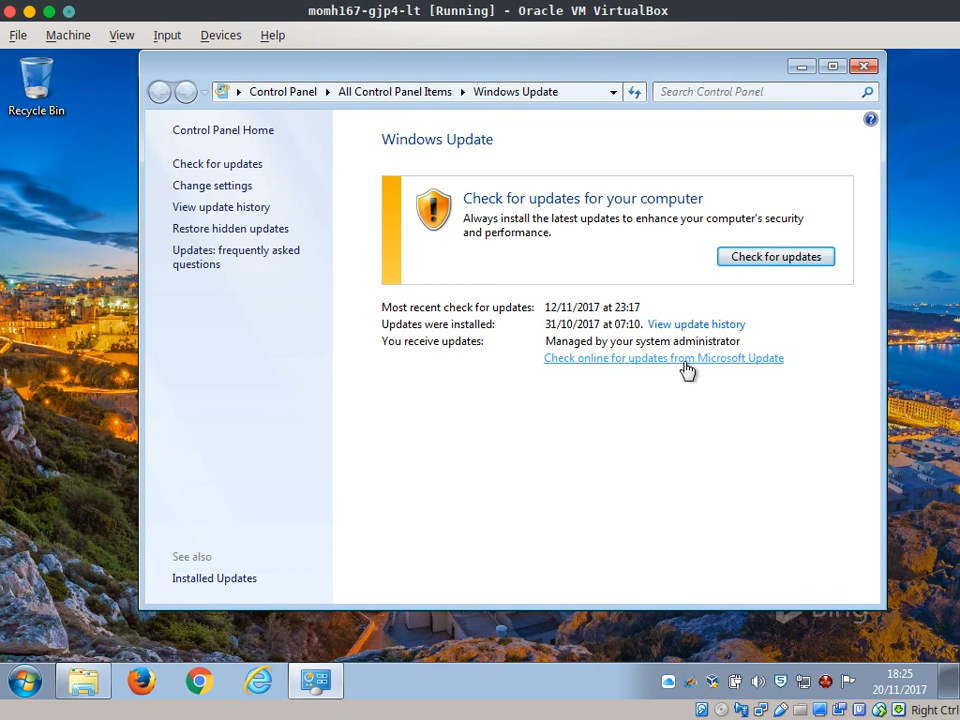 momh167-gjp4-lt [Running] - Oracle VM VirtualBox
File Machine View Input Devices Help
Recycle Bin
Control Panel All Control Panel Items Windows Update
Search Control Panel
Control Panel Home
Check for updates
Change settings
View update history
Restore hidden updates
Updates: frequently asked
questions
See also
Installed Updates
Windows Update
Check for updates for your computer
Always install the latest updates to enhance your computer's security
and performance.
Check for updates
Most recent check for updates: 12/11/2017 at 23:17
Updates were installed: 31/10/2017 at 07:10. View update history
You receive updates: Managed by your system administrator
Check online for updates from Microsoft Update
18:25
20/11/2017
Right Ctrl